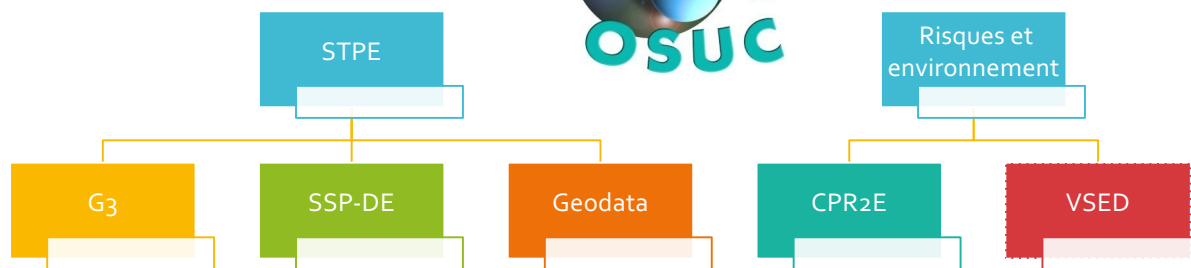 OSUC
STPE
Risques et
environnement
G3
SSP-DE
Geodata
CPR2E
VSED